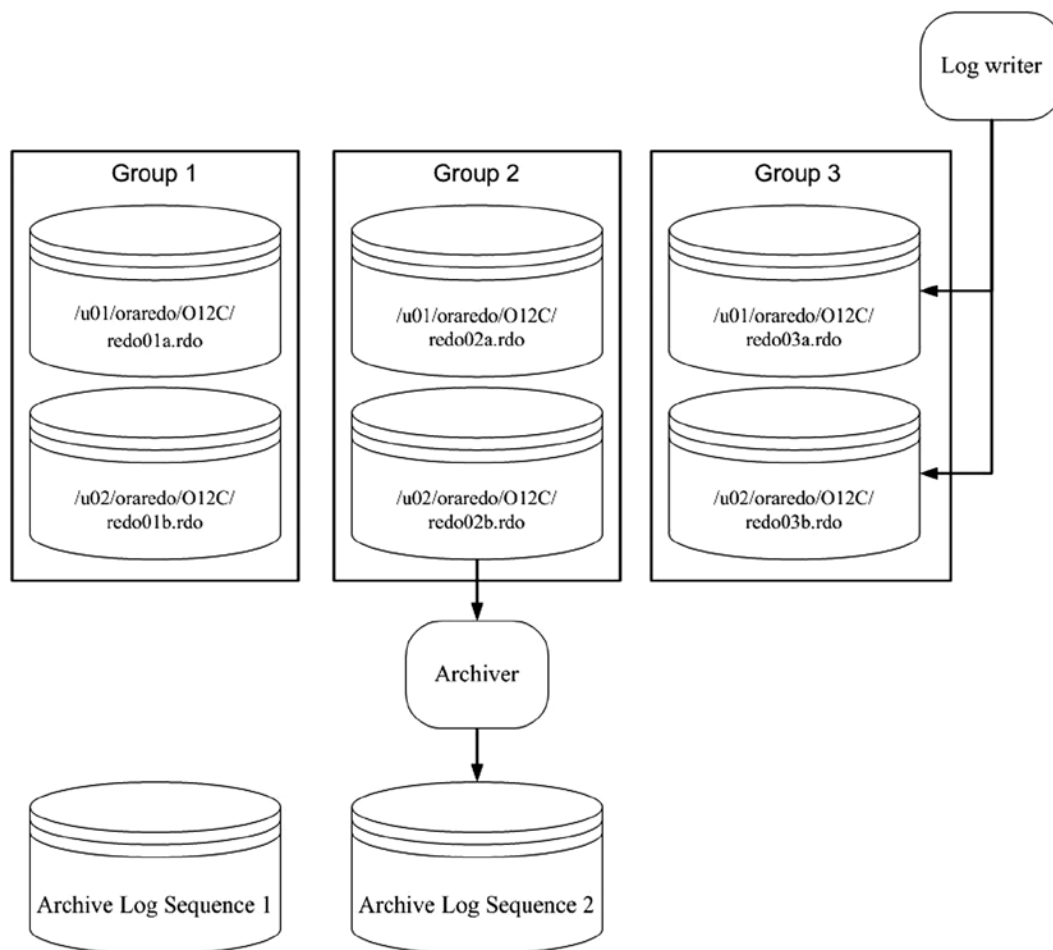 Log writer
Group 1
Group 2
Group 3
/u01/oraredo/O12C/
redo01a.rdo
/u01/oraredo/O12C/
redo02a.rdo
/u01/oraredo/O12C/
redo03a.rdo
/u02/oraredo/O12C/
redo01b.rdo
/u02/oraredo/O12C/
redo02b.rdo
/u02/oraredo/O12C/
redo03b.rdo
Archiver
Archive Log Sequence 1
Archive Log Sequence 2